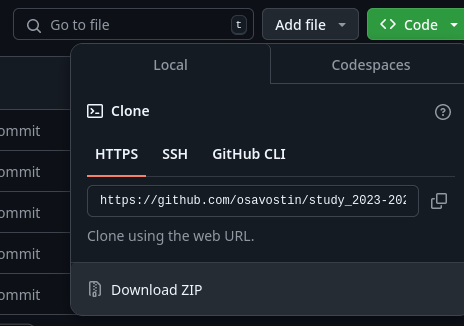 Go to file t Add file Code
Local Codespaces
Clone
ommit
HTTPS SSH GitHub CLI
ommit
https://github.com/osavostin/study_2023-202
ommit
Clone using the web URL.
ommit
Download ZIP
ommit